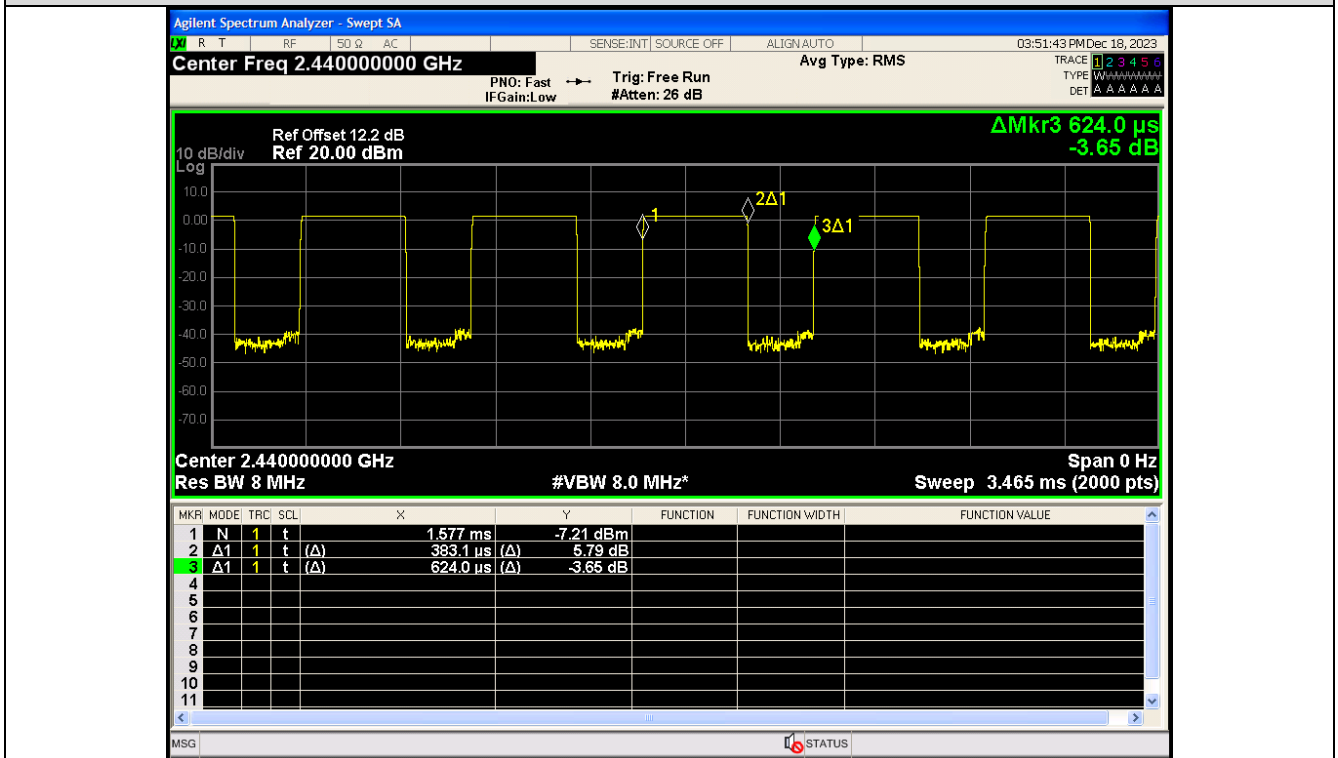 Agilent Spectrum Analyzer - Swept SA
LXI R T RF 50 Ω AC SENSE:INT SOURCE OFF ALIGN AUTO 03:51:43 PM Dec 18, 2023
Center Freq 2.440000000 GHz Avg Type: RMS TRACE 1 2 3 4 5 6
PNO: Fast Trig: Free Run TYPE W
IFGain:Low #Atten: 26 dB DET A A A A A A
ΔMkr3 624.0 µs
Ref Offset 12.2 dB
10 dB/div Ref 20.00 dBm -3.65 dB
Log
10.0
0.00
-10.0
-20.0
-30.0
-40.0
-50.0
-60.0
-70.0
1
2Δ1
3Δ1
Center 2.440000000 GHz Span 0 Hz
Res BW 8 MHz #VBW 8.0 MHz* Sweep 3.465 ms (2000 pts)
MKR MODE TRC SCL X Y FUNCTION FUNCTION WIDTH FUNCTION VALUE
1 N 1 t 1.577 ms -7.21 dBm
2 Δ1 1 t (Δ) 383.1 µs (Δ) 5.79 dB
3 Δ1 1 t (Δ) 624.0 µs (Δ) -3.65 dB
4
5
6
7
8
9
10
11
MSG STATUS